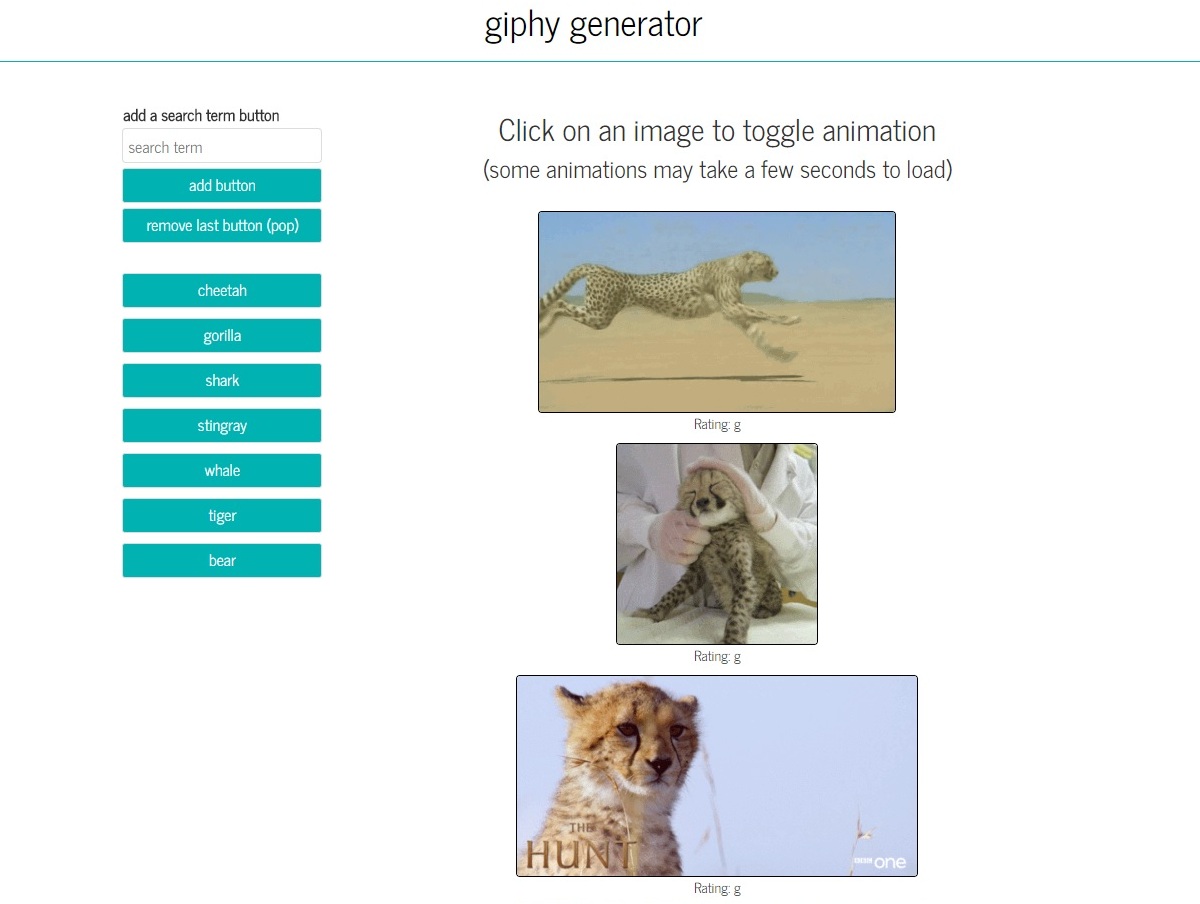 giphy generator
add a search term button
search term
add button
remove last button (pop)
cheetah
gorilla
shark
stingray
whale
tiger
bear
Click on an image to toggle animation
(some animations may take a few seconds to load)
Rating: g
Rating: g
THE
HUNT
BBC one
Rating: g